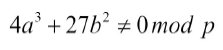 4a³ + 27b² ≠ 0 mod p